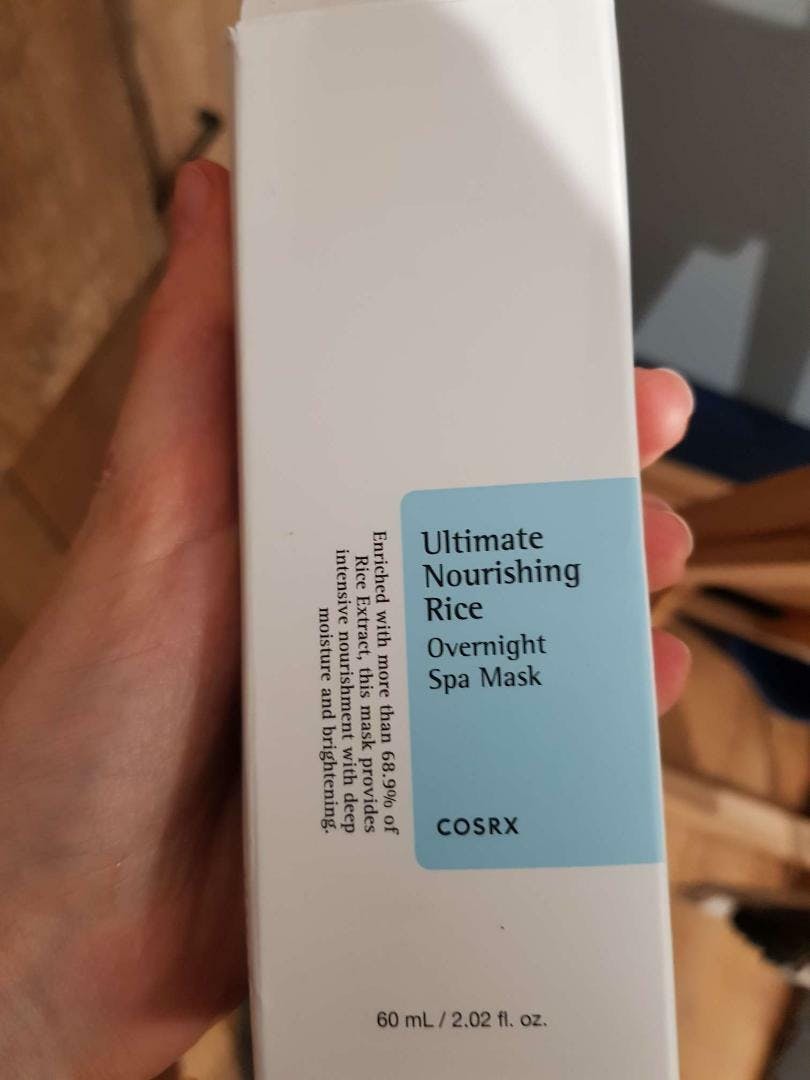 Ultimate
Nourishing
Rice
Overnight
Spa Mask
COSRX
Enriched with more than 68.9% of
Rice Extract, this mask provides
intensive nourishment with deep
moisture and brightening.
60 mL / 2.02 fl. oz.